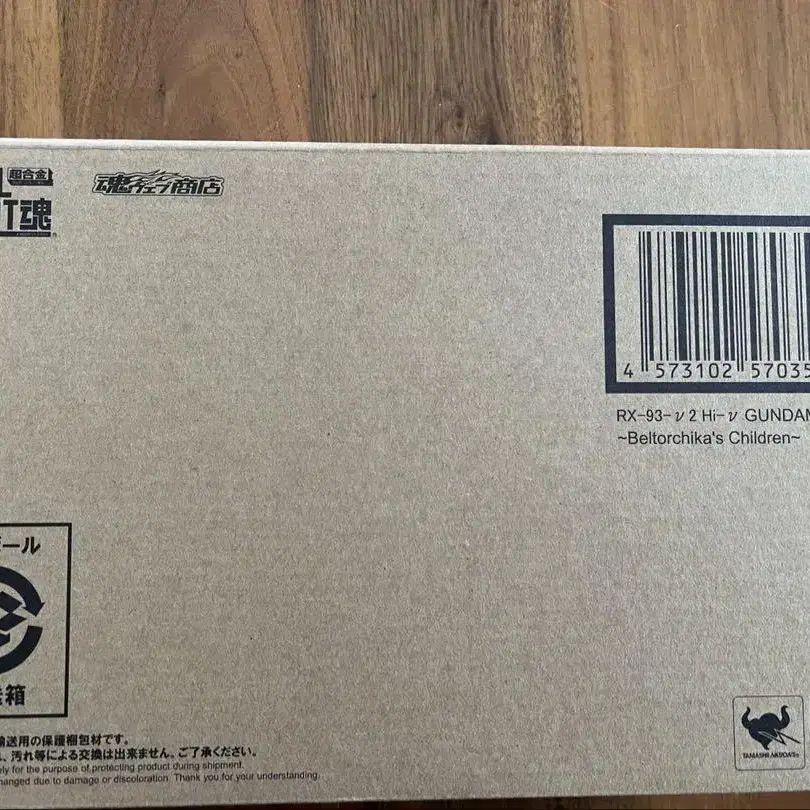 超合金
魂ウェブ商店
L
T魂
4 573102 57035
RX-93-ν2 Hi-ν GUNDAM
~Beltorchika's Children~
ール
箱
輸送用の保護梱包材です。
、汚れ等による交換は出来ません。ご了承ください。
ly for the purpose of protecting product during shipment.
hanged due to damage or discoloration. Thank you for your understanding.
TAMASHII NATIONS